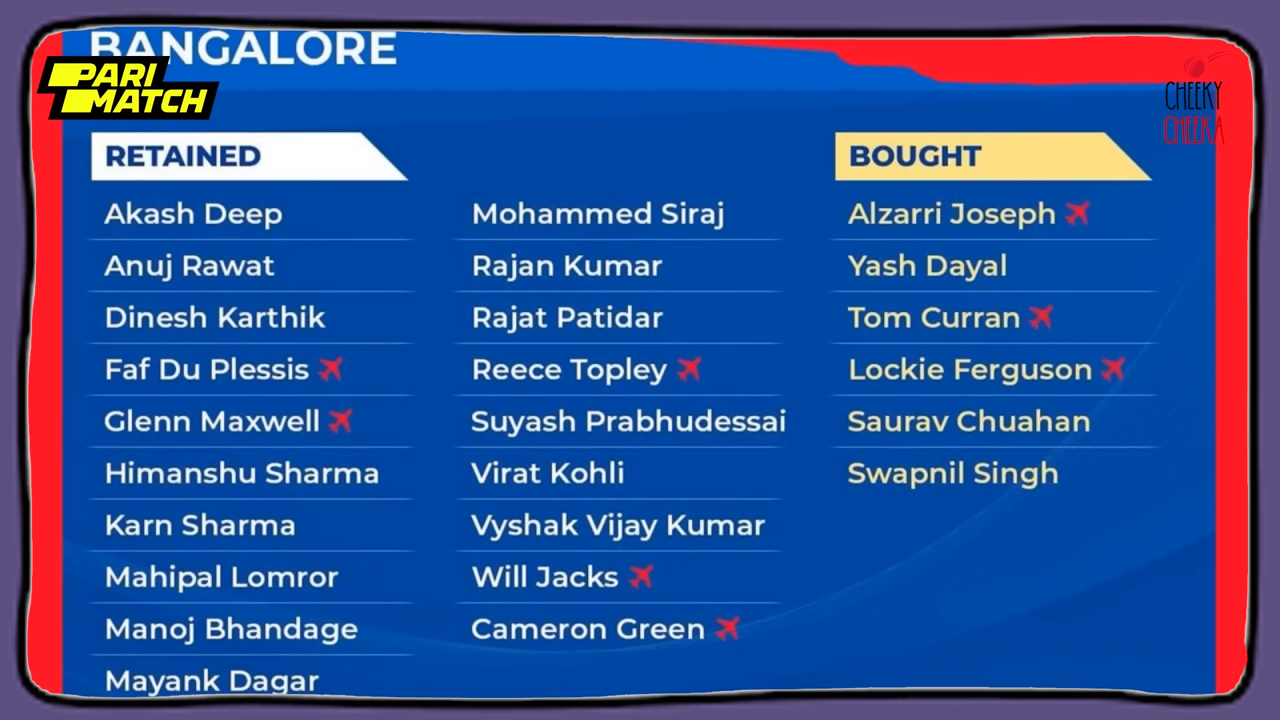 BANGALORE
PARI
MATCH
CHEEKY
CHEEKA
RETAINED
Akash Deep
Anuj Rawat
Dinesh Karthik
Faf Du Plessis
Glenn Maxwell
Himanshu Sharma
Karn Sharma
Mahipal Lomror
Manoj Bhandage
Mayank Dagar
Mohammed Siraj
Rajan Kumar
Rajat Patidar
Reece Topley
Suyash Prabhudessai
Virat Kohli
Vyshak Vijay Kumar
Will Jacks
Cameron Green
BOUGHT
Alzarri Joseph
Yash Dayal
Tom Curran
Lockie Ferguson
Saurav Chuahan
Swapnil Singh